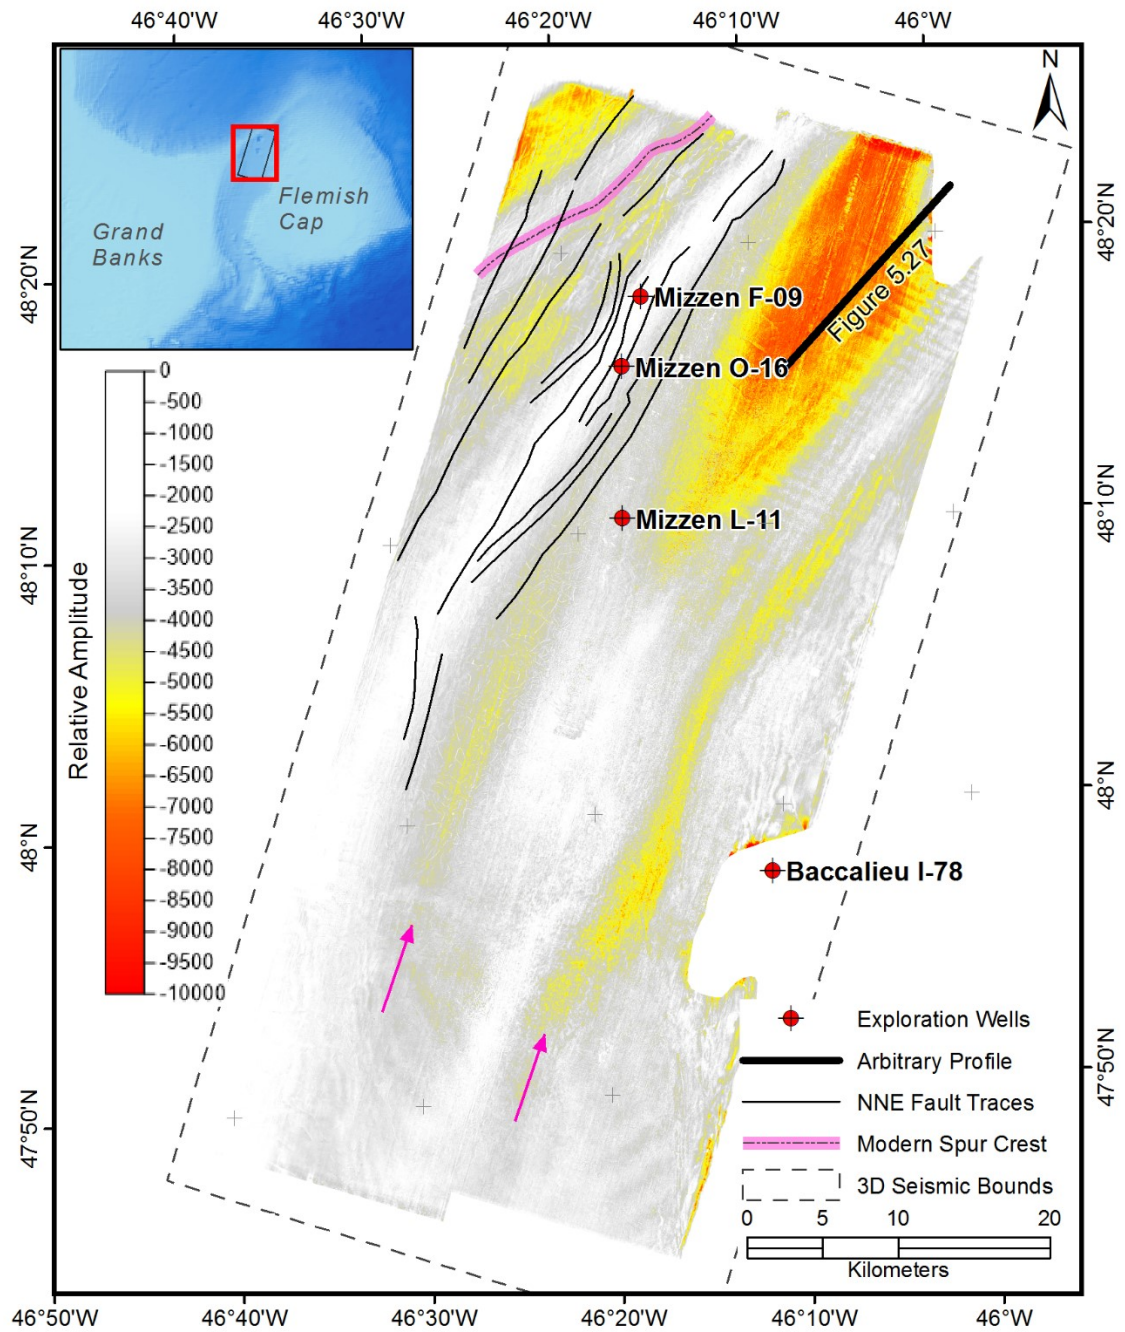 46°40'W 46°30'W 46°20'W 46°10'W 46°W
N
Flemish
Cap
Grand
Banks
48°20'N
48°10'N
48°N
47°50'N
48°20'N
48°10'N
48°N
47°50'N
Relative Amplitude
0
-500
-1000
-1500
-2000
-2500
-3000
-3500
-4000
-4500
-5000
-5500
-6000
-6500
-7000
-7500
-8000
-8500
-9000
-9500
-10000
Figure 5.27
Mizzen F-09
Mizzen O-16
Mizzen L-11
Baccalieu I-78
Exploration Wells
Arbitrary Profile
NNE Fault Traces
Modern Spur Crest
3D Seismic Bounds
0 5 10 20
Kilometers
46°50'W 46°40'W 46°30'W 46°20'W 46°10'W 46°W